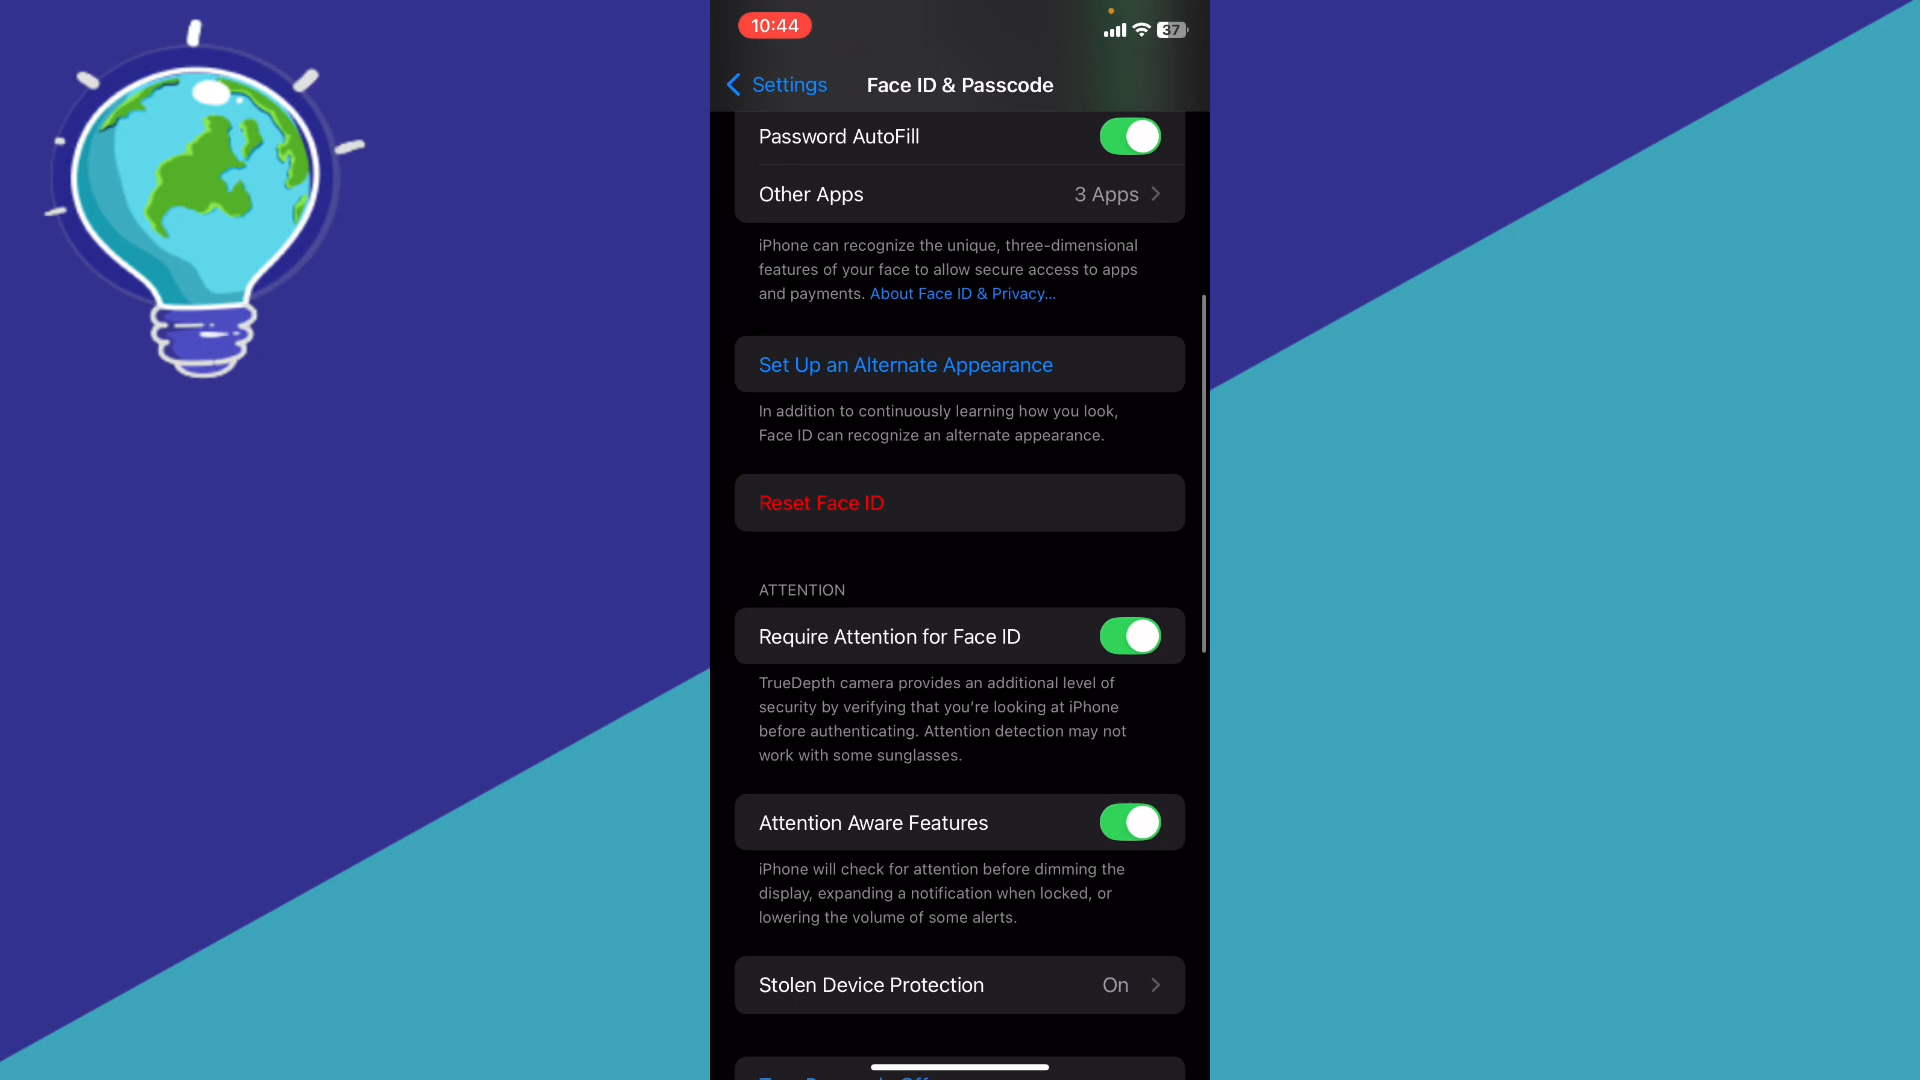 10:44
37
Settings
Face ID & Passcode
Password AutoFill
Other Apps
3 Apps
iPhone can recognize the unique, three-dimensional
features of your face to allow secure access to apps
and payments. About Face ID & Privacy...
Set Up an Alternate Appearance
In addition to continuously learning how you look,
Face ID can recognize an alternate appearance.
Reset Face ID
ATTENTION
Require Attention for Face ID
TrueDepth camera provides an additional level of
security by verifying that you're looking at iPhone
before authenticating. Attention detection may not
work with some sunglasses.
Attention Aware Features
iPhone will check for attention before dimming the
display, expanding a notification when locked, or
lowering the volume of some alerts.
Stolen Device Protection
On